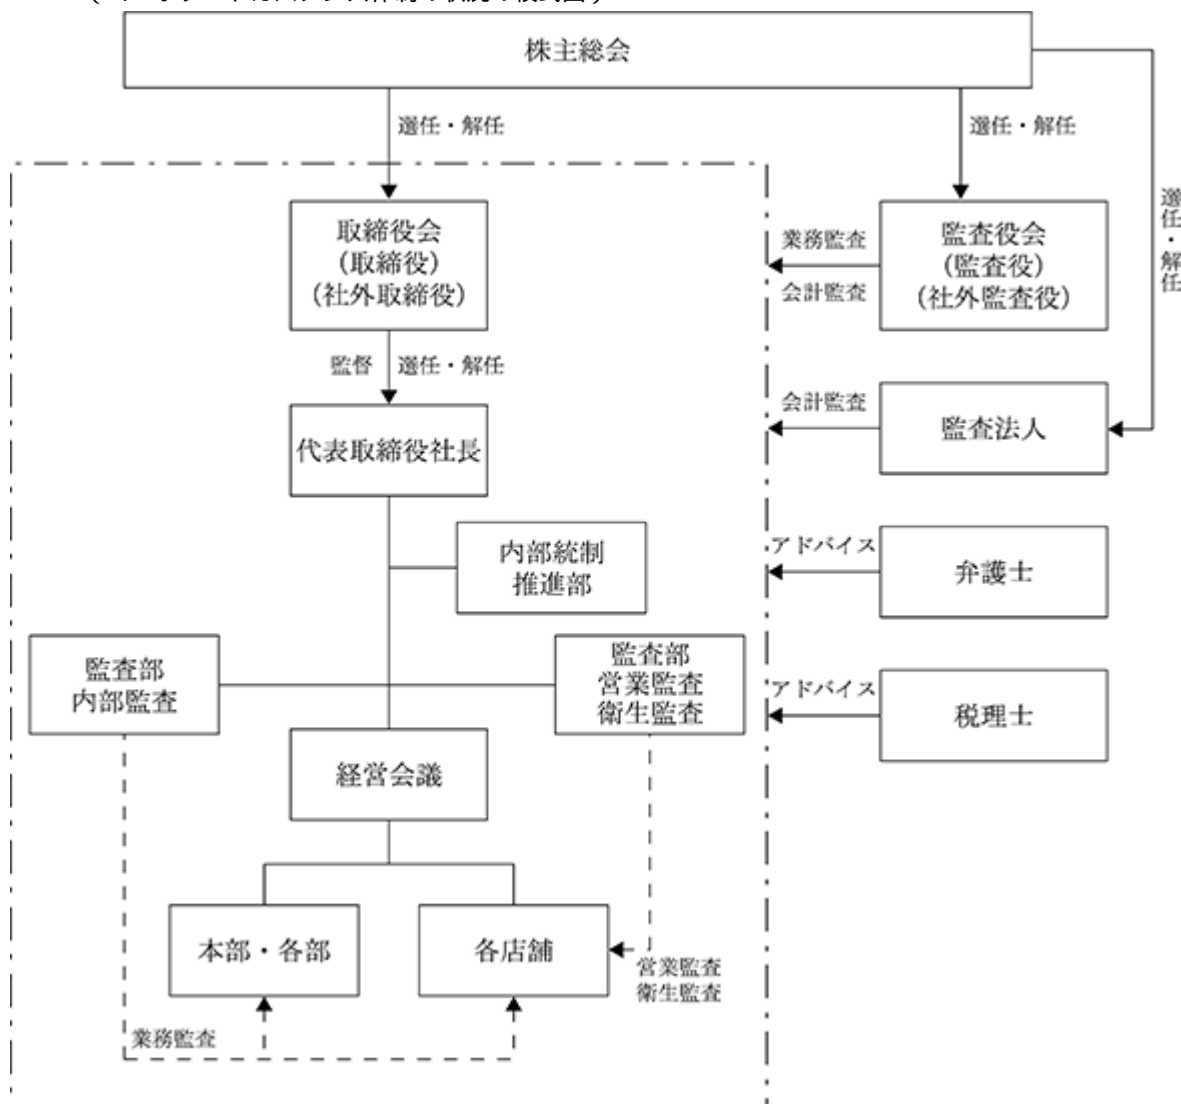 株主総会
選任・解任
選任・解任
選任・解任
取締役会
(取締役)
(社外取締役)
業務監査
会計監査
監査役会
(監査役)
(社外監査役)
監督
選任・解任
代表取締役社長
会計監査
監査法人
内部統制
推進部
アドバイス
弁護士
監査部
内部監査
監査部
営業監査
衛生監査
アドバイス
税理士
経営会議
本部・各部
各店舗
営業監査
衛生監査
業務監査